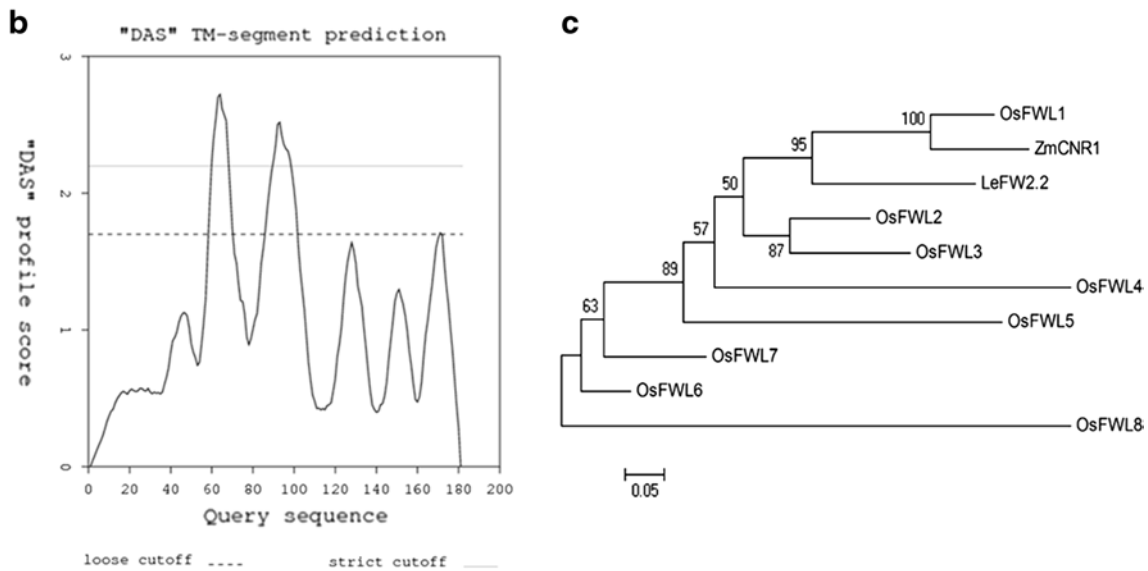 b
"DAS" TM-segment prediction
"DAS" profile score
3
2
1
0
0 20 40 60 80 100 120 140 160 180 200
Query sequence
loose cutoff ---- strict cutoff
c
100
OsFWL1
ZmCNR1
95
LeFW2.2
50
OsFWL2
87
OsFWL3
57
OsFWL4
89
OsFWL5
63
OsFWL7
OsFWL6
OsFWL8
0.05